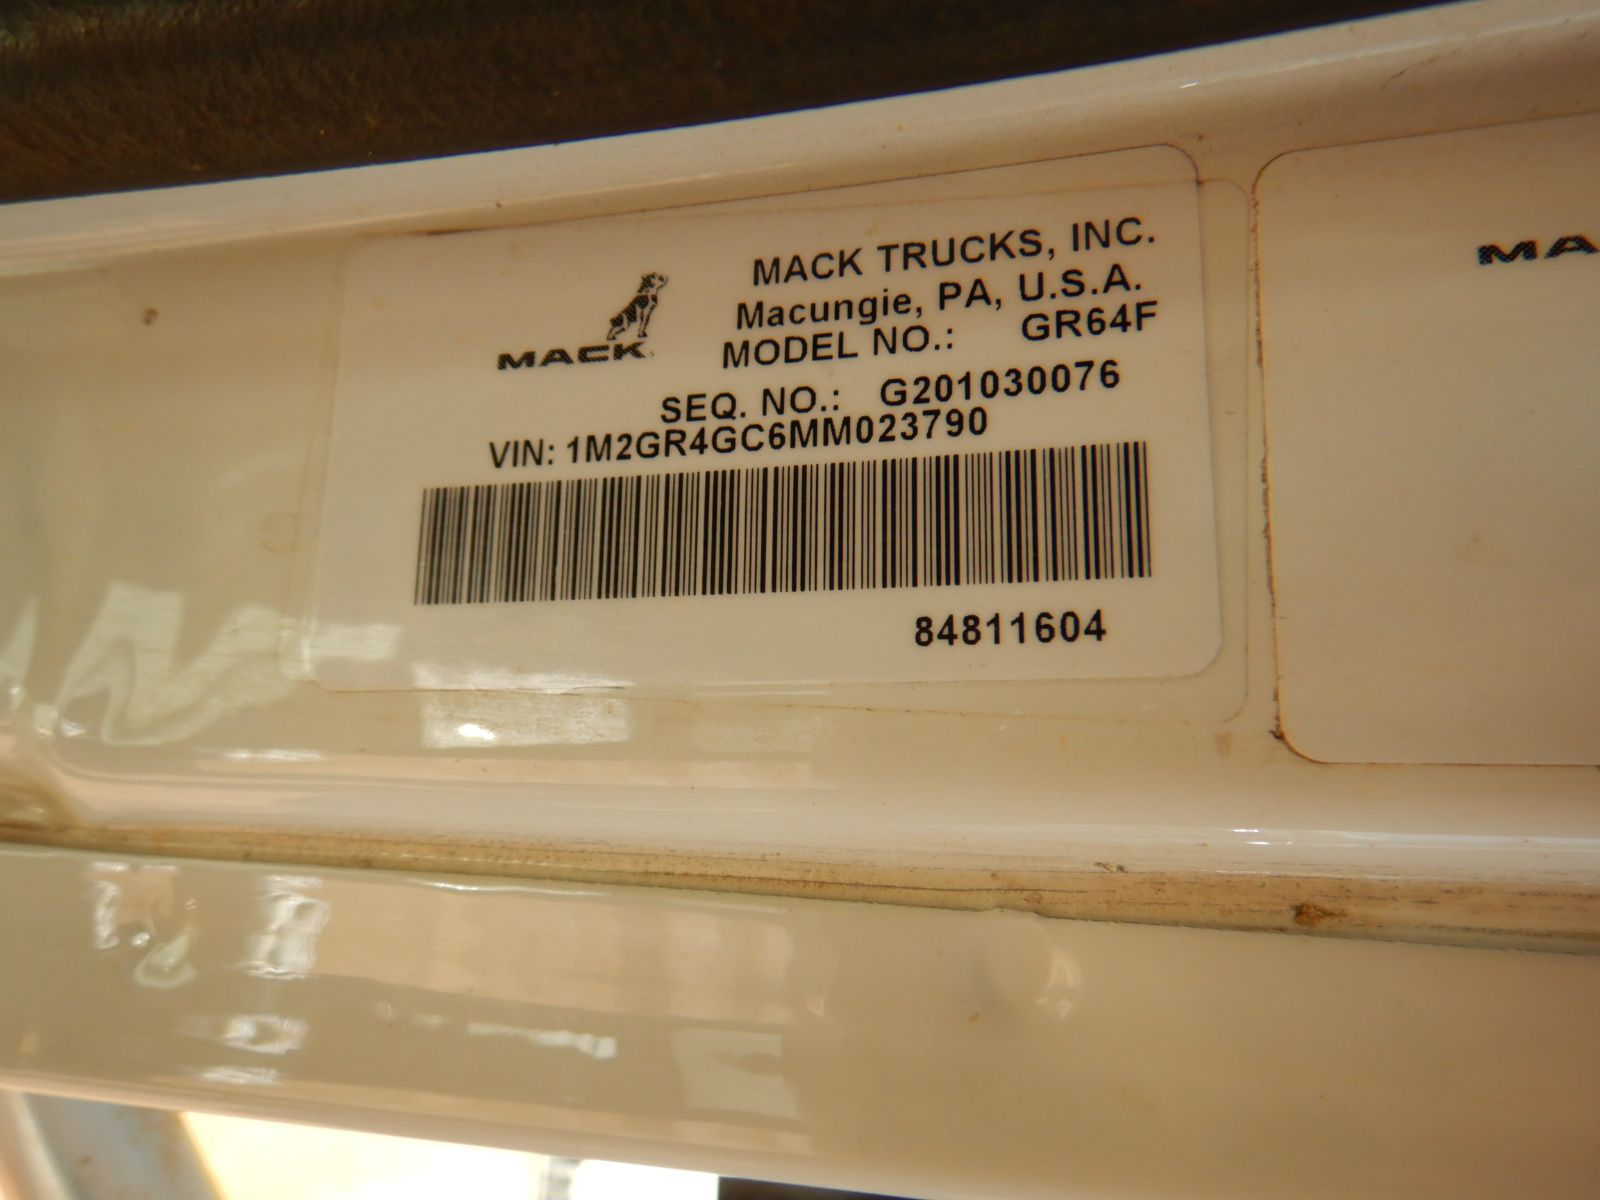 MACK
MACK TRUCKS, INC.
Macungie, PA, U.S.A.
MODEL NO.: GR64F
SEQ. NO.: G201030076
VIN: 1M2GR4GC6MM023790
84811604
MA